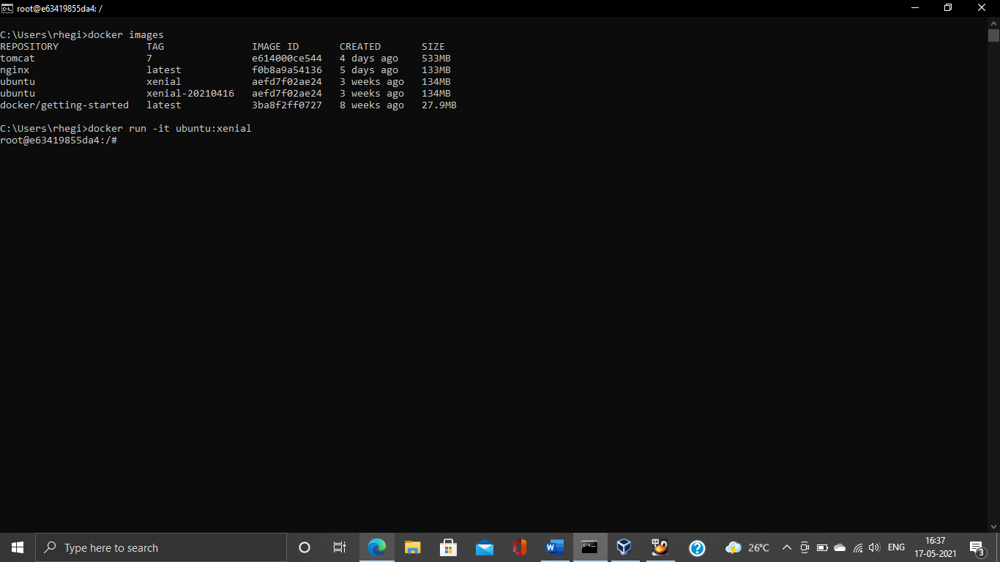 root@e63419855da4: /
C:\Users\rhegi>docker images
REPOSITORY TAG IMAGE ID CREATED SIZE
tomcat 7 e614000ce544 4 days ago 533MB
nginx latest f0b8a9a54136 5 days ago 133MB
ubuntu xenial aefd7f02ae24 3 weeks ago 134MB
ubuntu xenial-20210416 aefd7f02ae24 3 weeks ago 134MB
docker/getting-started latest 3ba8f2ff0727 8 weeks ago 27.9MB
C:\Users\rhegi>docker run -it ubuntu:xenial
root@e63419855da4:/#
Type here to search
26°C
ENG
16:37
17-05-2021
3